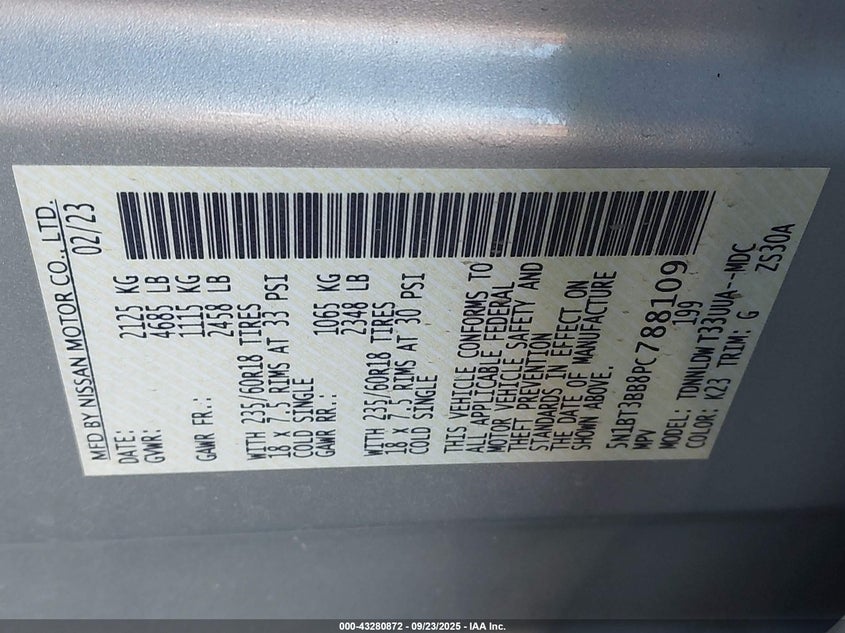 MFD BY NISSAN MOTOR CO., LTD.
DATE: 02/23
GVWR: 2125 KG
4685 LB
GAWR FR.: 1115 KG
2458 LB
WITH 235/60R18 TIRES
18 X 7.5 RIMS AT 33 PSI
COLD SINGLE
GAWR RR.: 1065 KG
2348 LB
WITH 235/60R18 TIRES
18 X 7.5 RIMS AT 30 PSI
COLD SINGLE
THIS VEHICLE CONFORMS TO
ALL APPLICABLE FEDERAL
MOTOR VEHICLE SAFETY AND
THEFT PREVENTION
STANDARDS IN EFFECT ON
THE DATE OF MANUFACTURE
SHOWN ABOVE.
5N1BT3BB8PC788109
MPV 199
MODEL: TDNNLDWT33UUA--MDC
COLOR: K23 TRIM: G ZS30A
000-43280872 - 09/23/2025 - IAA Inc.